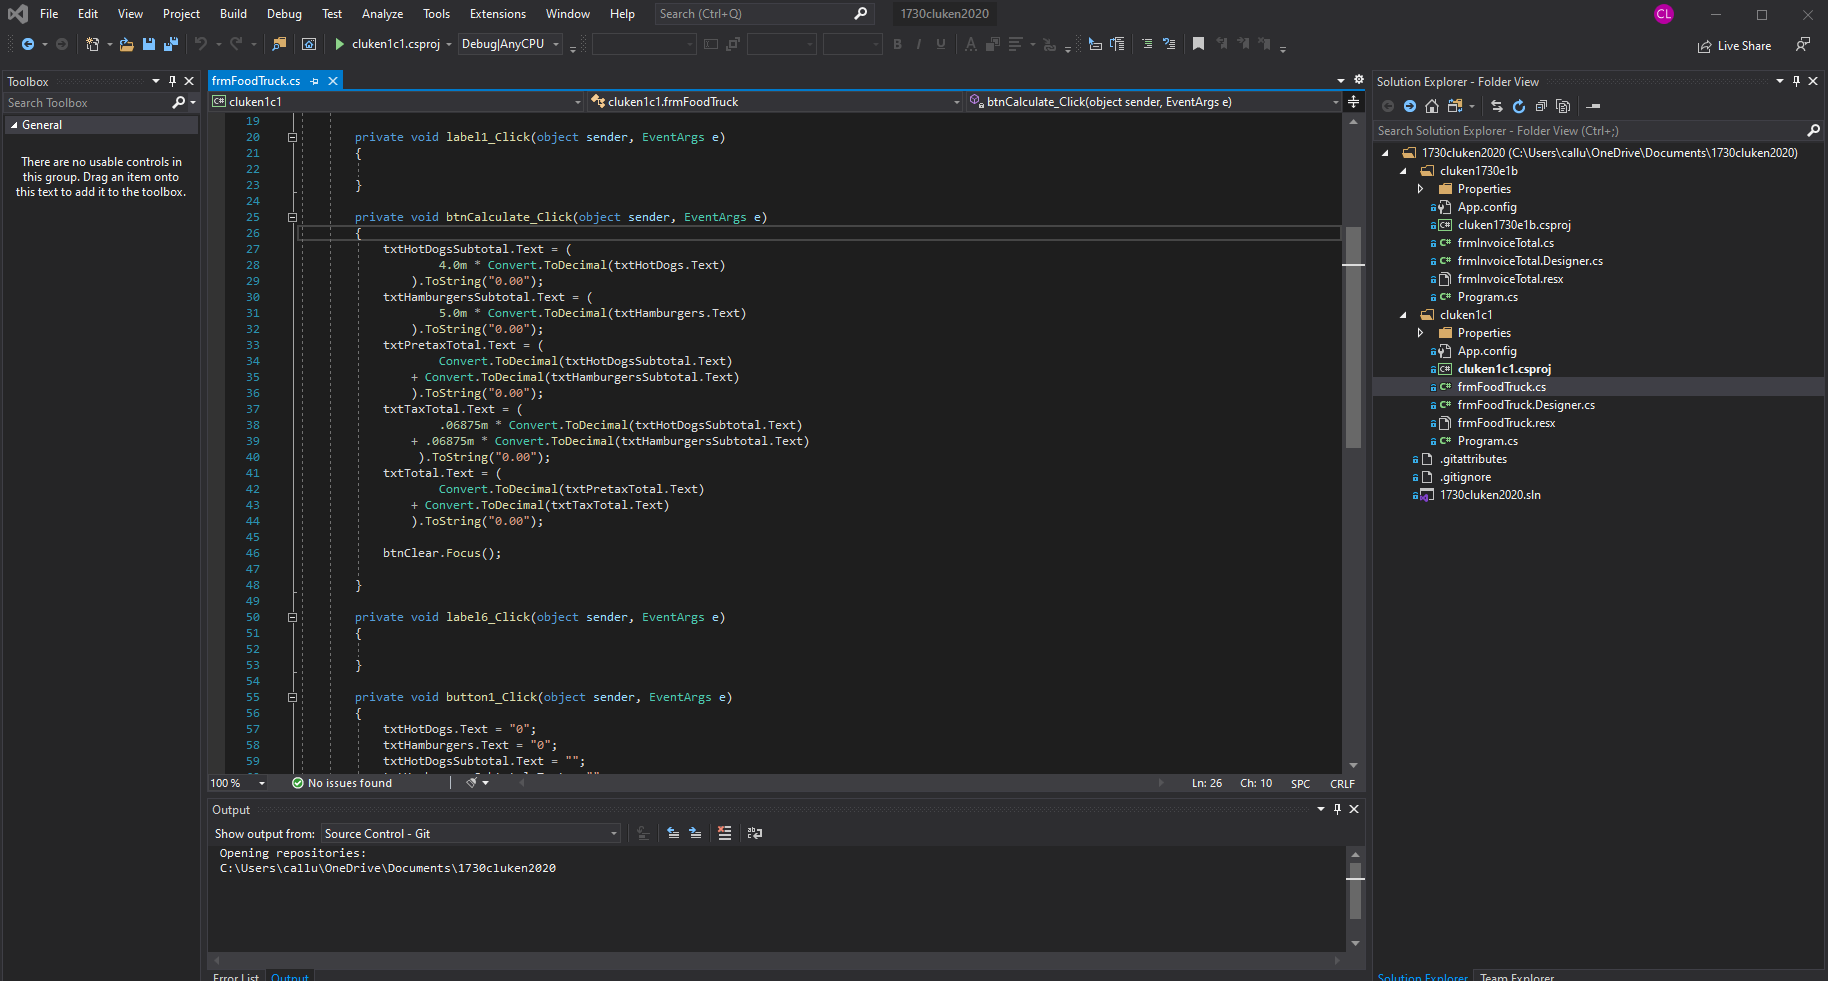 File Edit View Project Build Debug Test Analyze Tools Extensions Window Help Search (Ctrl+Q) 1730cluken2020 CL
cluken1c1.csproj Debug|AnyCPU B I U A Live Share
Toolbox
Search Toolbox
General
There are no usable controls in
this group. Drag an item onto
this text to add it to the toolbox.
frmFoodTruck.cs
C# cluken1c1 cluken1c1.frmFoodTruck btnCalculate_Click(object sender, EventArgs e)
19
20 private void label1_Click(object sender, EventArgs e)
21 {
22
23 }
24
25 private void btnCalculate_Click(object sender, EventArgs e)
26 {
27 txtHotDogsSubtotal.Text = (
28 4.0m * Convert.ToDecimal(txtHotDogs.Text)
29 ).ToString("0.00");
30 txtHamburgersSubtotal.Text = (
31 5.0m * Convert.ToDecimal(txtHamburgers.Text)
32 ).ToString("0.00");
33 txtPretaxTotal.Text = (
34 Convert.ToDecimal(txtHotDogsSubtotal.Text)
35 + Convert.ToDecimal(txtHamburgersSubtotal.Text)
36 ).ToString("0.00");
37 txtTaxTotal.Text = (
38 .06875m * Convert.ToDecimal(txtHotDogsSubtotal.Text)
39 + .06875m * Convert.ToDecimal(txtHamburgersSubtotal.Text)
40 ).ToString("0.00");
41 txtTotal.Text = (
42 Convert.ToDecimal(txtPretaxTotal.Text)
43 + Convert.ToDecimal(txtTaxTotal.Text)
44 ).ToString("0.00");
45
46 btnClear.Focus();
47
48 }
49
50 private void label6_Click(object sender, EventArgs e)
51 {
52
53 }
54
55 private void button1_Click(object sender, EventArgs e)
56 {
57 txtHotDogs.Text = "0";
58 txtHamburgers.Text = "0";
59 txtHotDogsSubtotal.Text = "";
100 % No issues found Ln: 26 Ch: 10 SPC CRLF
Output
Show output from: Source Control - Git
Opening repositories:
C:\Users\callu\OneDrive\Documents\1730cluken2020
Error List Output
Solution Explorer - Folder View
Search Solution Explorer - Folder View (Ctrl+;)
1730cluken2020 (C:\Users\callu\OneDrive\Documents\1730cluken2020)
cluken1730e1b
Properties
App.config
C# cluken1730e1b.csproj
C# frmInvoiceTotal.cs
C# frmInvoiceTotal.Designer.cs
frmInvoiceTotal.resx
C# Program.cs
cluken1c1
Properties
App.config
C# cluken1c1.csproj
C# frmFoodTruck.cs
C# frmFoodTruck.Designer.cs
frmFoodTruck.resx
C# Program.cs
.gitattributes
.gitignore
1730cluken2020.sln
Solution Explorer Team Explorer